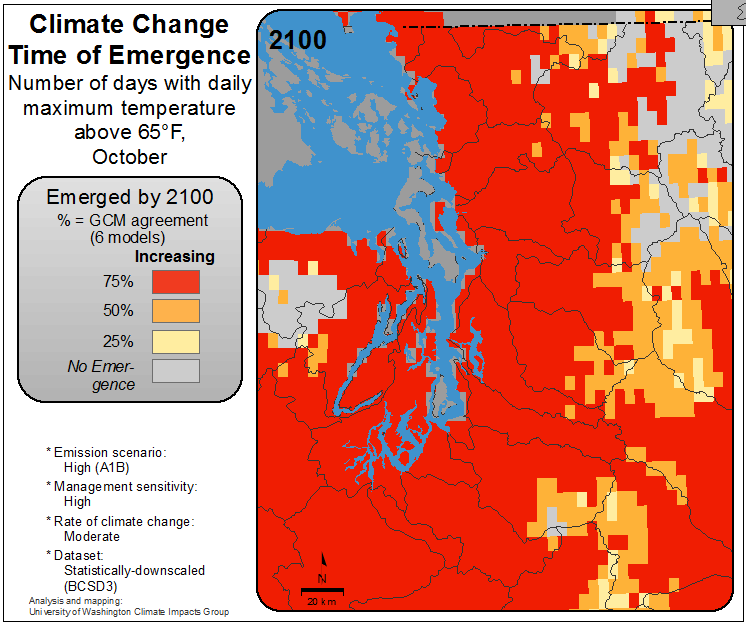 Climate Change
Time of Emergence
Number of days with daily
maximum temperature
above 65°F,
October
Emerged by 2100
% = GCM agreement
(6 models)
Increasing
75%
50%
25%
No Emer-
gence
* Emission scenario:
High (A1B)
* Management sensitivity:
High
* Rate of climate change:
Moderate
* Dataset:
Statistically-downscaled
(BCSD3)
Analysis and mapping:
University of Washington Climate Impacts Group
2100
N
20 km